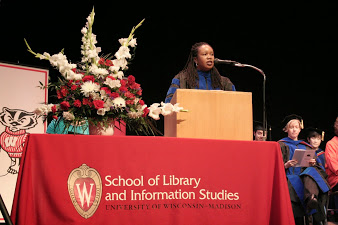 W
School of Library
and Information Studies
UNIVERSITY OF WISCONSIN-MADISON